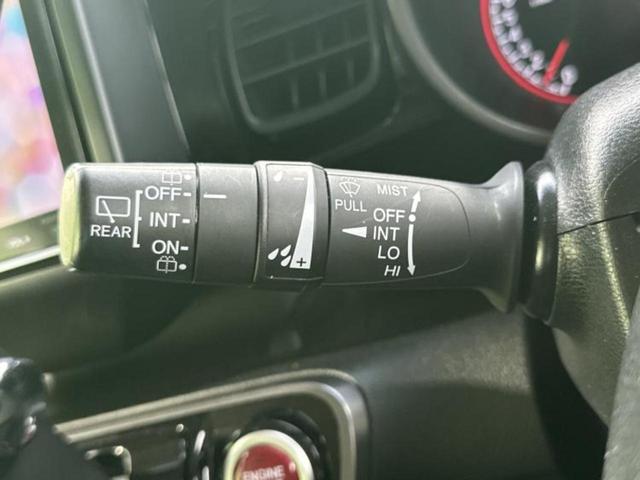 OFF
INT
REAR
ON
-
+
MIST
PULL
OFF
INT
LO
HI
ENGINE